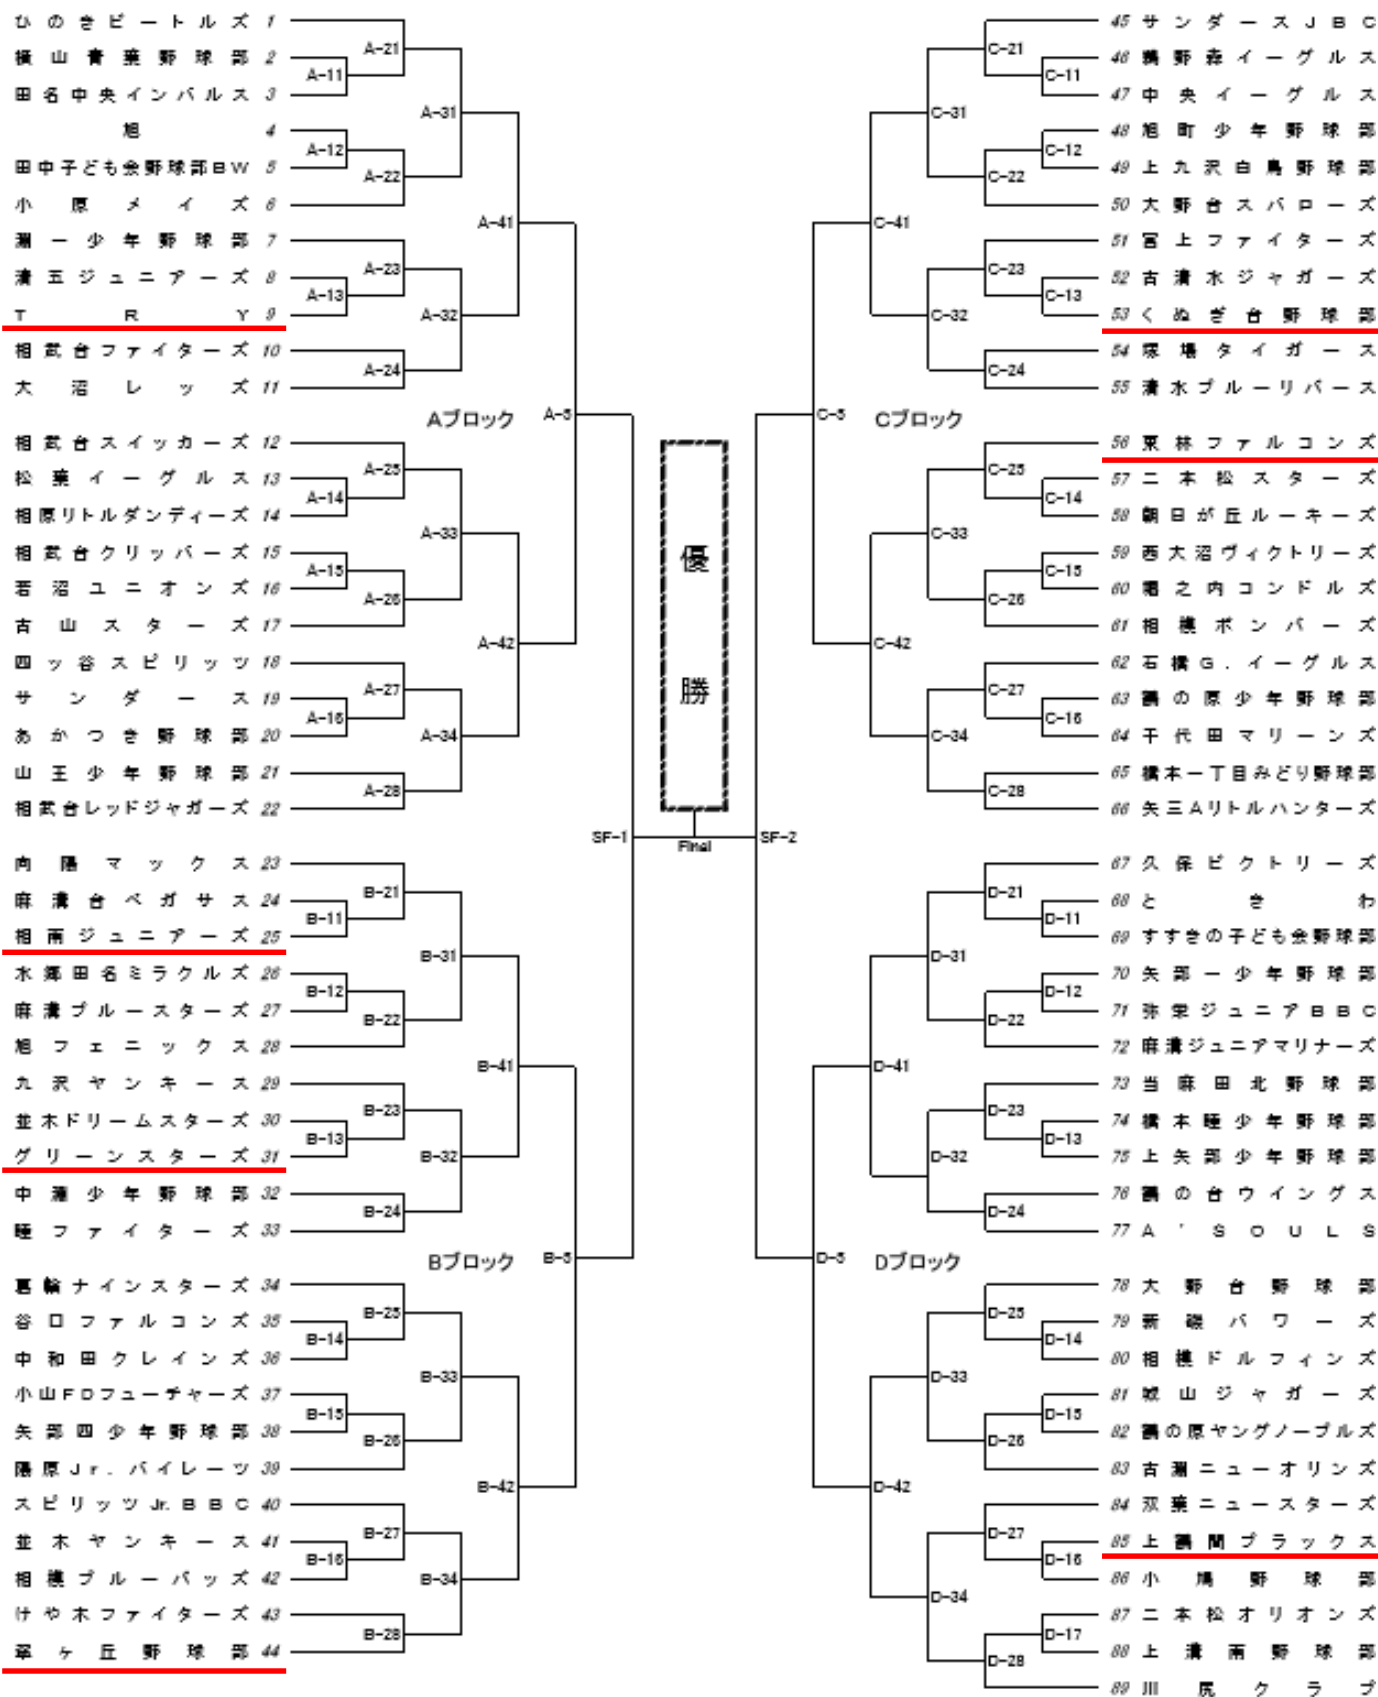 ひのきビートルズ 1
横山青葉野球部 2
田名中央インパルス 3
旭 4
田中子ども会野球部BW 5
小原メイズ 6
淵一少年野球部 7
清五ジュニアーズ 8
TRY 9
相武台ファイターズ 10
大沼レッズ 11
相武台スイッカーズ 12
松葉イーグルス 13
相原リトルダンディーズ 14
相武台クリッパーズ 15
若沼ユニオンズ 16
古山スターズ 17
四ッ谷スピリッツ 18
サンダース 19
あかつき野球部 20
山王少年野球部 21
相武台レッドジャガーズ 22
向陽マックス 23
麻溝台ペガサス 24
相南ジュニアーズ 25
水郷田名ミラクルズ 26
麻溝ブルースターズ 27
旭フェニックス 28
九沢ヤンキース 29
並木ドリームスターズ 30
グリーンスターズ 31
中淵少年野球部 32
陸ファイターズ 33
葛輪ナインスターズ 34
谷口ファルコンズ 35
中和田クレインズ 36
小山FDフューチャーズ 37
矢部四少年野球部 38
陽原Jr.パイレーツ 39
スピリッツJr.BBC 40
並木ヤンキース 41
相模ブルーバッズ 42
けやき木ファイターズ 43
翠ヶ丘野球部 44
A-11
A-12
A-13
A-14
A-15
A-16
A-21
A-22
A-23
A-24
A-25
A-26
A-27
A-28
A-31
A-32
A-33
A-34
A-41
A-42
A-5
Aブロック
B-11
B-12
B-13
B-14
B-15
B-16
B-21
B-22
B-23
B-24
B-25
B-26
B-27
B-28
B-31
B-32
B-33
B-34
B-41
B-42
B-5
Bブロック
SF-1
優勝
Final
SF-2
C-5
Cブロック
C-41
C-42
C-31
C-32
C-33
C-34
C-21
C-22
C-23
C-24
C-25
C-26
C-27
C-28
C-11
C-12
C-13
C-14
C-15
C-16
D-5
Dブロック
D-41
D-42
D-31
D-32
D-33
D-34
D-21
D-22
D-23
D-24
D-25
D-26
D-27
D-28
D-11
D-12
D-13
D-14
D-15
D-16
D-17
45 サンダースJBC
46 鵜野森イーグルス
47 中央イーグルス
48 旭町少年野球部
49 上九沢白鳥野球部
50 大野台スパローズ
51 宮上ファイターズ
52 古清水ジャガーズ
53 くぬぎ台野球部
54 塚場タイガース
55 清水ブルーリバース
56 東林ファルコンズ
57 二本松スターズ
58 朝日が丘ルーキーズ
59 西大沼ヴィクトリーズ
60 堀之内コンドルズ
61 相模ボンバーズ
62 石橋G.イーグルス
63 鵜の原少年野球部
64 千代田マリーンズ
65 橋本一丁目みどり野球部
66 矢三Aリトルハンターズ
67 久保ビクトリーズ
68 ときわ
69 すすきの子ども会野球部
70 矢部一少年野球部
71 弥栄ジュニアBBC
72 麻溝ジュニアマリナーズ
73 当麻田北野球部
74 橋本陸少年野球部
75 上矢部少年野球部
76 鵜の台ウイングス
77 A'SOULS
78 大野台野球部
79 新磯パワーズ
80 相模ドルフィンズ
81 城山ジャガーズ
82 鵜の原ヤングノーブルズ
83 古淵ニューオリンズ
84 双葉ニュースターズ
85 上鶴間ブラックス
86 小鳩野球部
87 二本松オリオンズ
88 上溝南野球部
89 川尻クラブ